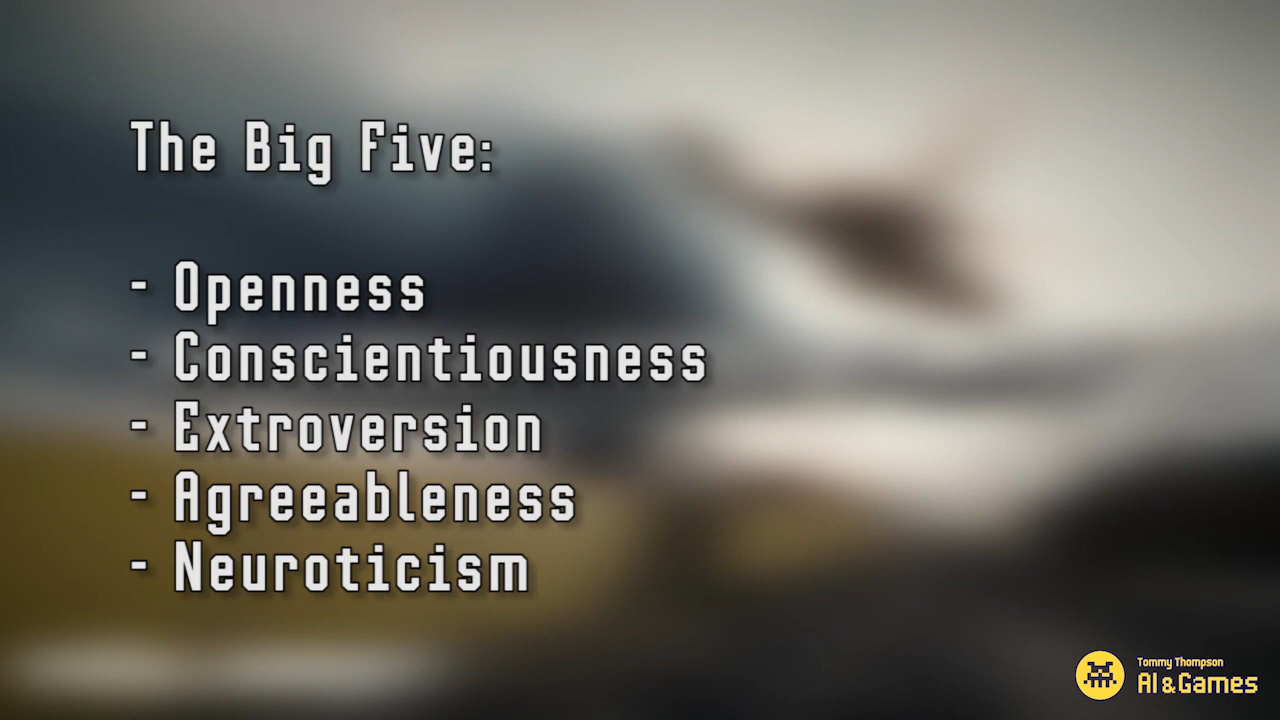 The Big Five:
- Openness
- Conscientiousness
- Extroversion
- Agreeableness
- Neuroticism
Tommy Thompson
AI & Games